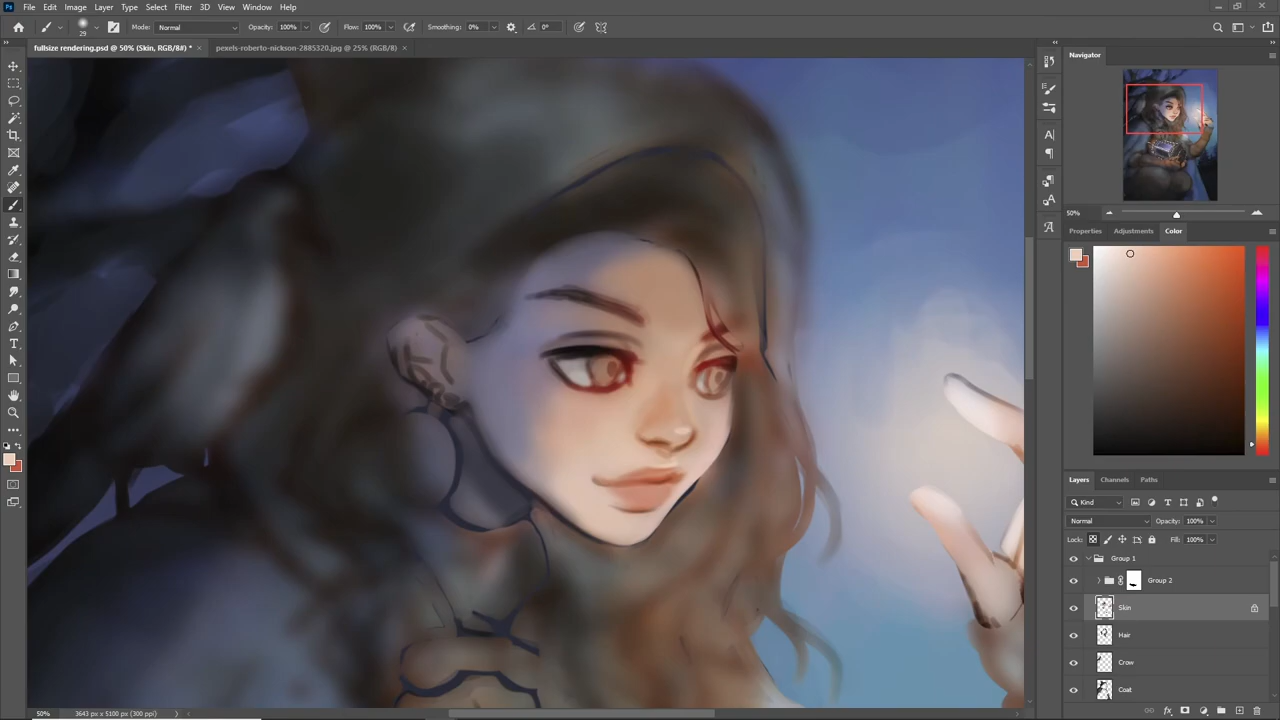 Ps File Edit Image Layer Type Select Filter 3D View Window Help
29 Mode: Normal Opacity: 100% Flow: 100% Smoothing: 0% 0°
fullsize rendering.psd @ 50% (Skin, RGB/8#) * × pexels-roberto-nickson-2885320.jpg @ 25% (RGB/8) ×
Navigator
50%
Properties Adjustments Color
Layers Channels Paths
Kind
Normal Opacity: 100%
Lock: Fill: 100%
Group 1
Group 2
Skin
Hair
Crow
Coat
50% 3643 px x 5100 px (300 ppi)